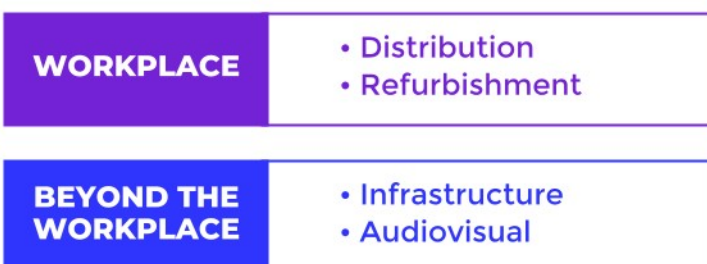 WORKPLACE
• Distribution
• Refurbishment
BEYOND THE
WORKPLACE
• Infrastructure
• Audiovisual